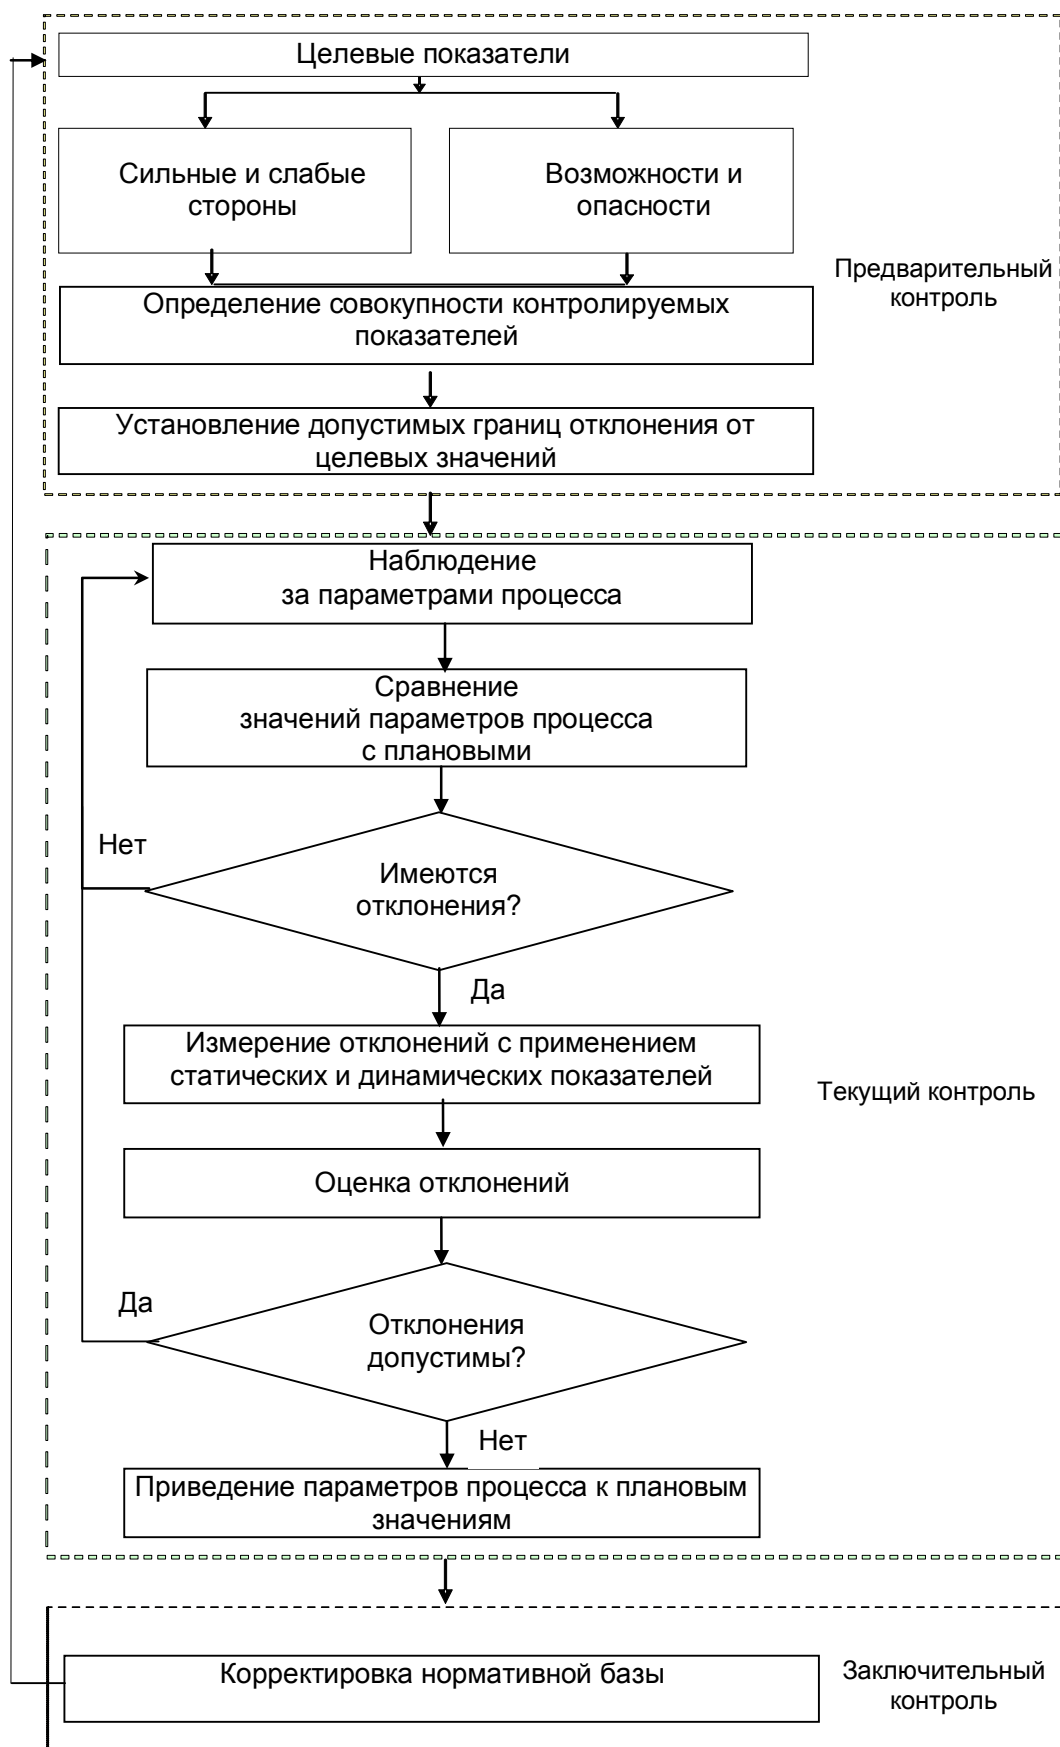 Целевые показатели
Сильные и слабые
стороны
Возможности и
опасности
Предварительный
контроль
Определение совокупности контролируемых
показателей
Установление допустимых границ отклонения от
целевых значений
Наблюдение
за параметрами процесса
Сравнение
значений параметров процесса
с плановыми
Нет
Имеются
отклонения?
Да
Измерение отклонений с применением
статических и динамических показателей
Текущий контроль
Оценка отклонений
Да
Отклонения
допустимы?
Нет
Приведение параметров процесса к плановым
значениям
Корректировка нормативной базы
Заключительный
контроль